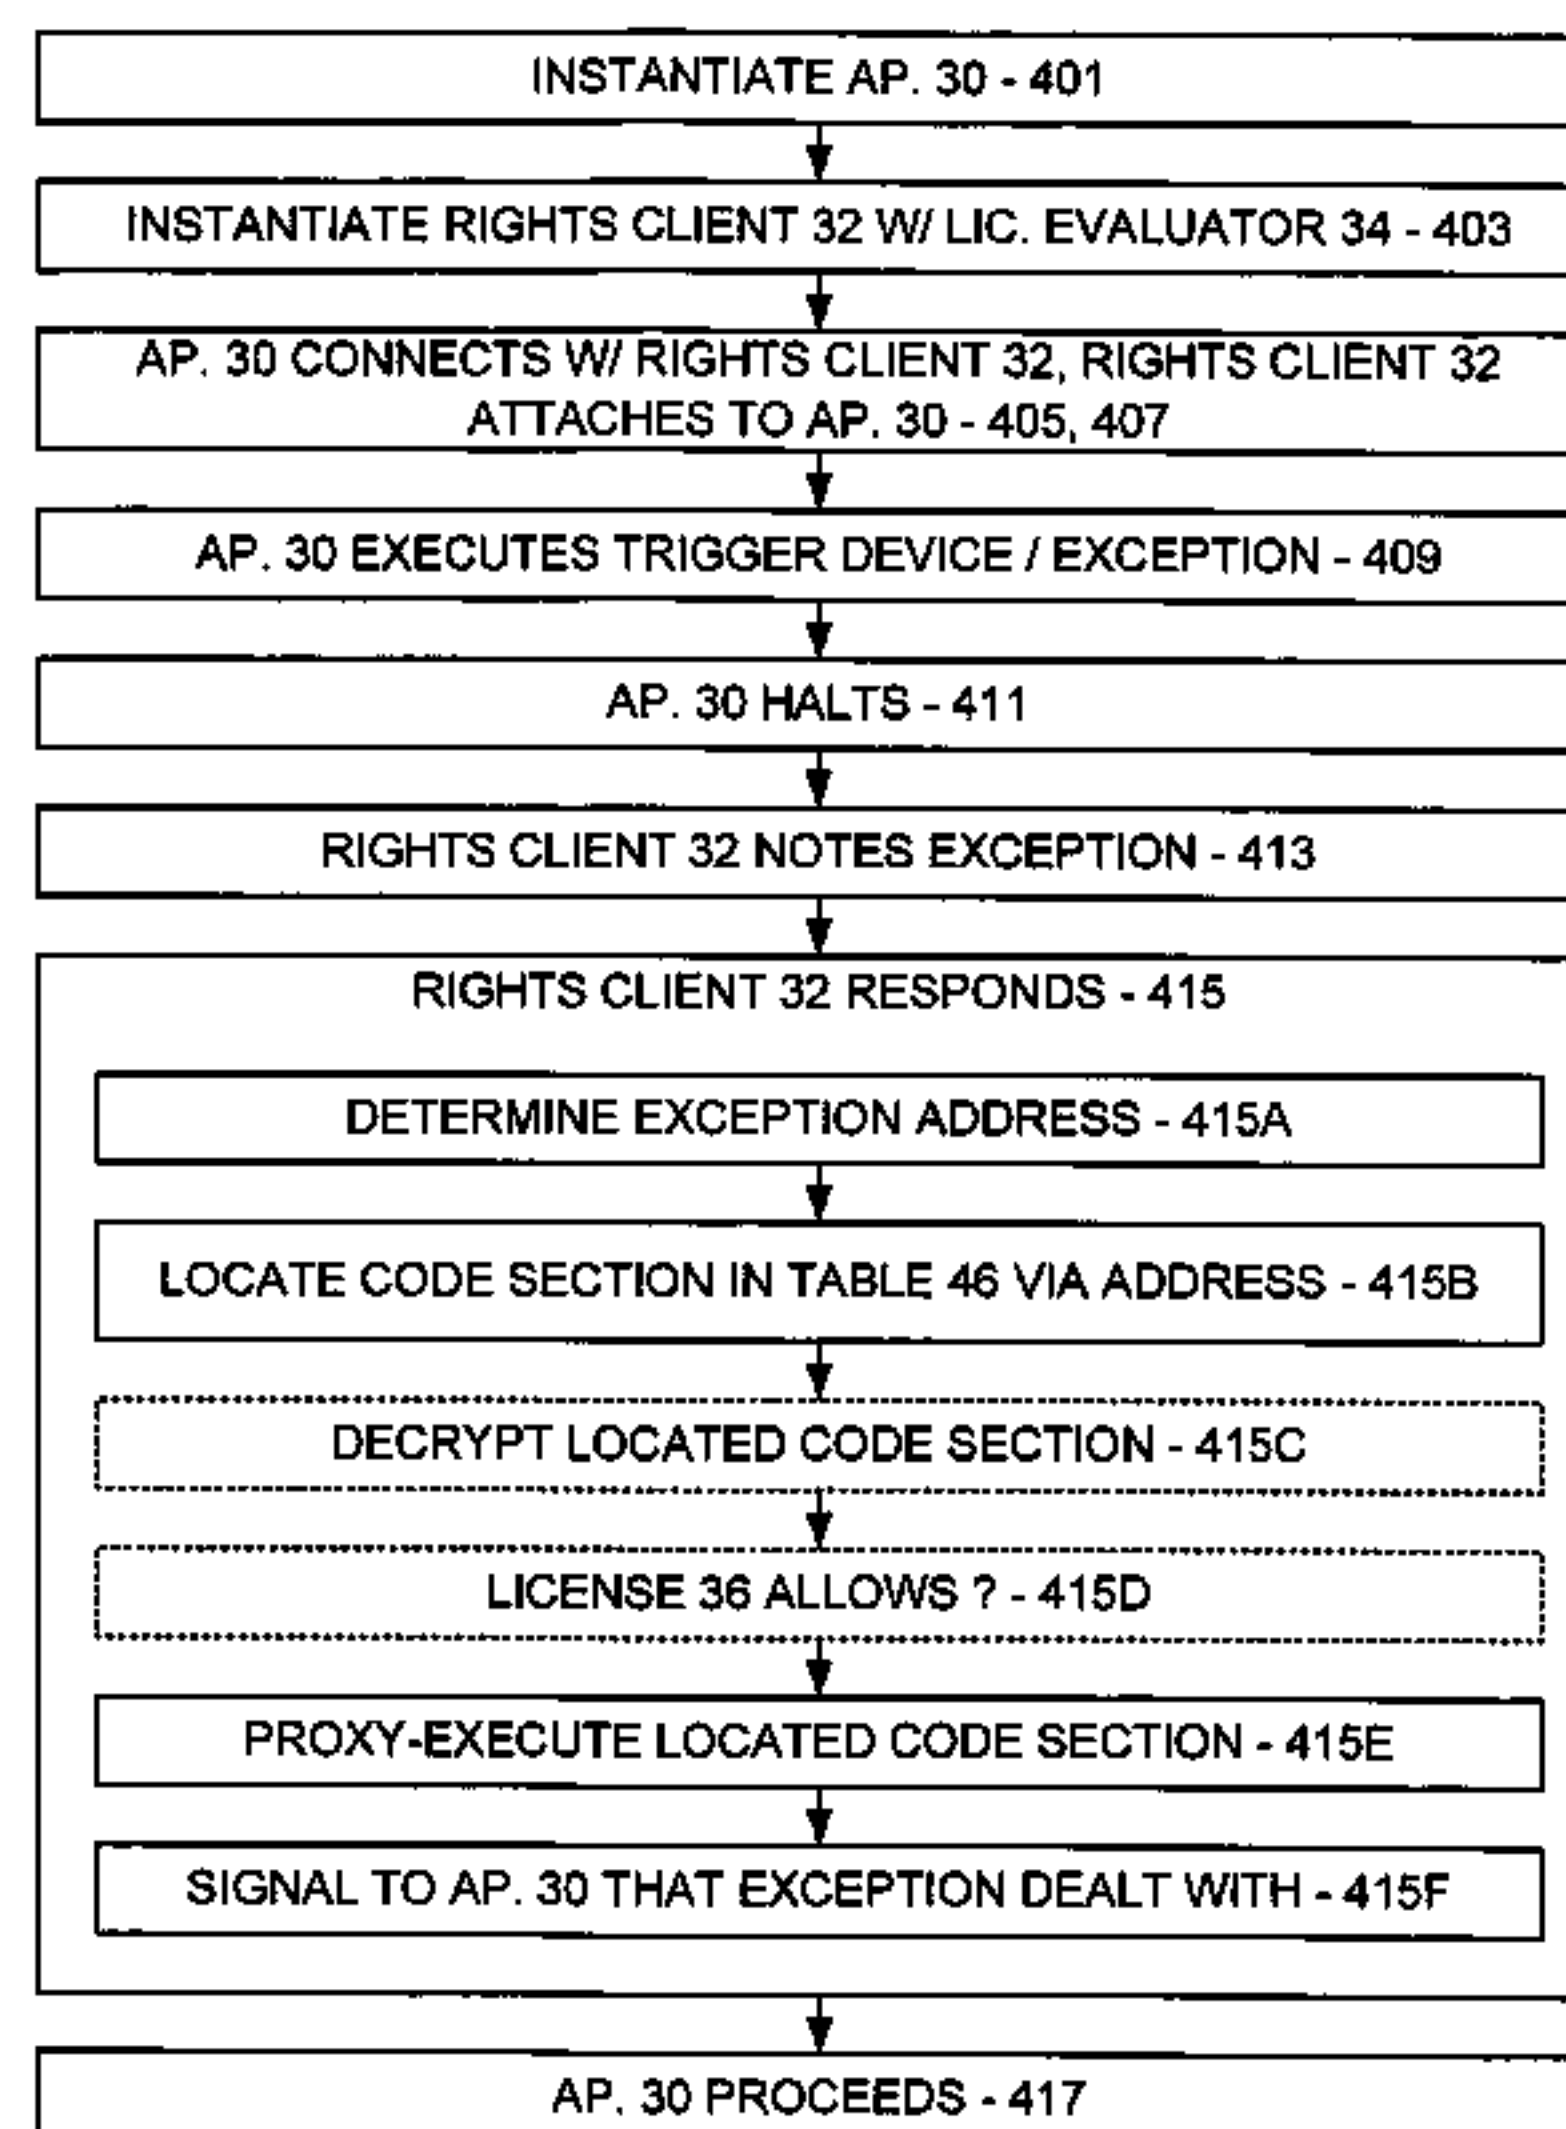 INSTANTIATE AP. 30 - 401
INSTANTIATE RIGHTS CLIENT 32 W/ LIC. EVALUATOR 34 - 403
AP. 30 CONNECTS W/ RIGHTS CLIENT 32, RIGHTS CLIENT 32
ATTACHES TO AP. 30 - 405, 407
AP. 30 EXECUTES TRIGGER DEVICE / EXCEPTION - 409
AP. 30 HALTS - 411
RIGHTS CLIENT 32 NOTES EXCEPTION - 413
RIGHTS CLIENT 32 RESPONDS - 415
DETERMINE EXCEPTION ADDRESS - 415A
LOCATE CODE SECTION IN TABLE 46 VIA ADDRESS - 415B
DECRYPT LOCATED CODE SECTION - 415C
LICENSE 36 ALLOWS ? - 415D
PROXY-EXECUTE LOCATED CODE SECTION - 415E
SIGNAL TO AP. 30 THAT EXCEPTION DEALT WITH - 415F
AP. 30 PROCEEDS - 417